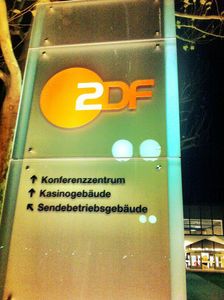 2DF
↑ Konferenzzentrum
↑ Kasinogebäude
↖ Sendebetriebsgebäude